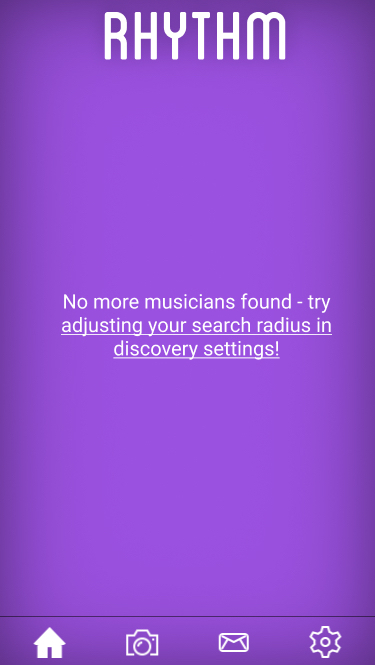 RHYTHM
No more musicians found - try
adjusting your search radius in
discovery settings!